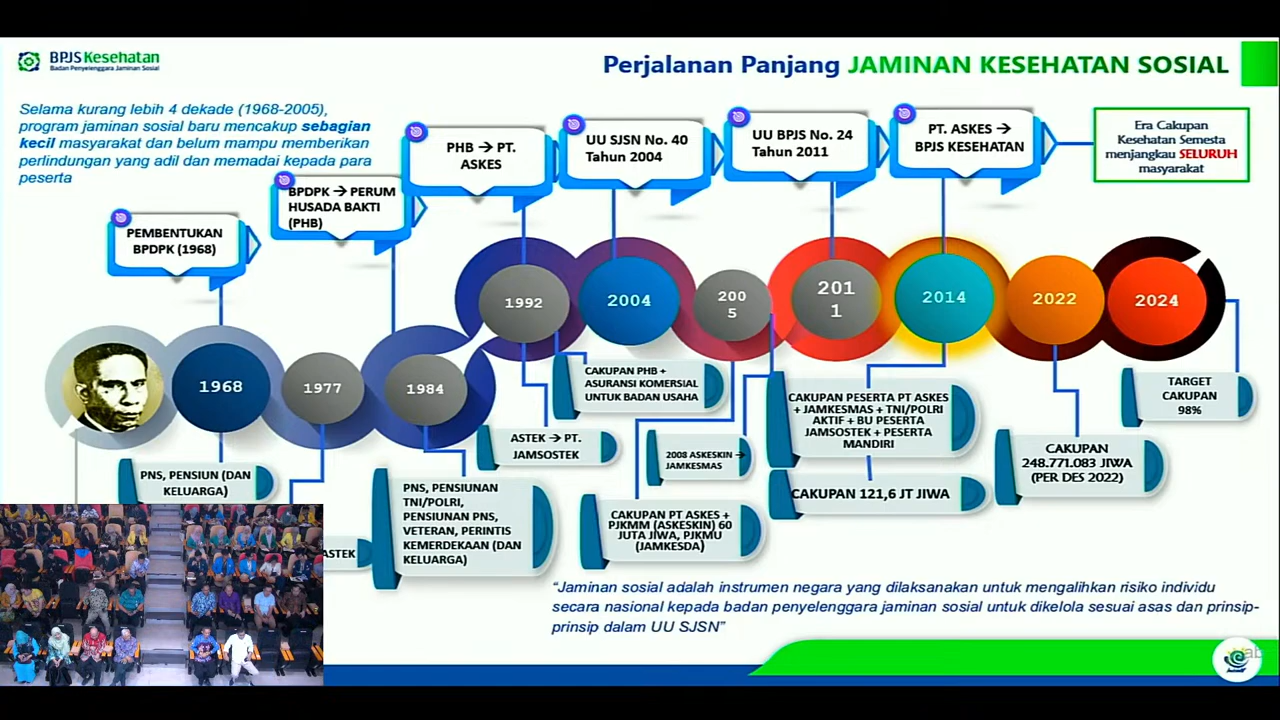 BPJS Kesehatan
Badan Penyelenggara Jaminan Sosial
Perjalanan Panjang JAMINAN KESEHATAN SOSIAL
Selama kurang lebih 4 dekade (1968-2005),
program jaminan sosial baru mencakup sebagian
kecil masyarakat dan belum mampu memberikan
perlindungan yang adil dan memadai kepada para
peserta
PEMBENTUKAN
BPDPK (1968)
BPDPK → PERUM
HUSADA BAKTI
(PHB)
PHB → PT.
ASKES
UU SJSN No. 40
Tahun 2004
UU BPJS No. 24
Tahun 2011
PT. ASKES →
BPJS KESEHATAN
Era Cakupan
Kesehatan Semesta
menjangkau SELURUH
masyarakat
1968
1977
1984
1992
2004
200
5
201
1
2014
2022
2024
PNS, PENSIUN (DAN
KELUARGA)
ASTEK
PNS, PENSIUNAN
TNI/POLRI,
PENSIUNAN PNS,
VETERAN, PERINTIS
KEMERDEKAAN (DAN
KELUARGA)
ASTEK → PT.
JAMSOSTEK
CAKUPAN PHB +
ASURANSI KOMERSIAL
UNTUK BADAN USAHA
2008 ASKESKIN →
JAMKESMAS
CAKUPAN PT ASKES +
PJKMM (ASKESKIN) 60
JUTA JIWA, PJKMU
(JAMKESDA)
CAKUPAN PESERTA PT ASKES
+ JAMKESMAS + TNI/POLRI
AKTIF + BU PESERTA
JAMSOSTEK + PESERTA
MANDIRI
CAKUPAN 121,6 JT JIWA
CAKUPAN
248.771.083 JIWA
(PER DES 2022)
TARGET
CAKUPAN
98%
“Jaminan sosial adalah instrumen negara yang dilaksanakan untuk mengalihkan risiko individu
secara nasional kepada badan penyelenggara jaminan sosial untuk dikelola sesuai asas dan prinsip-
prinsip dalam UU SJSN”